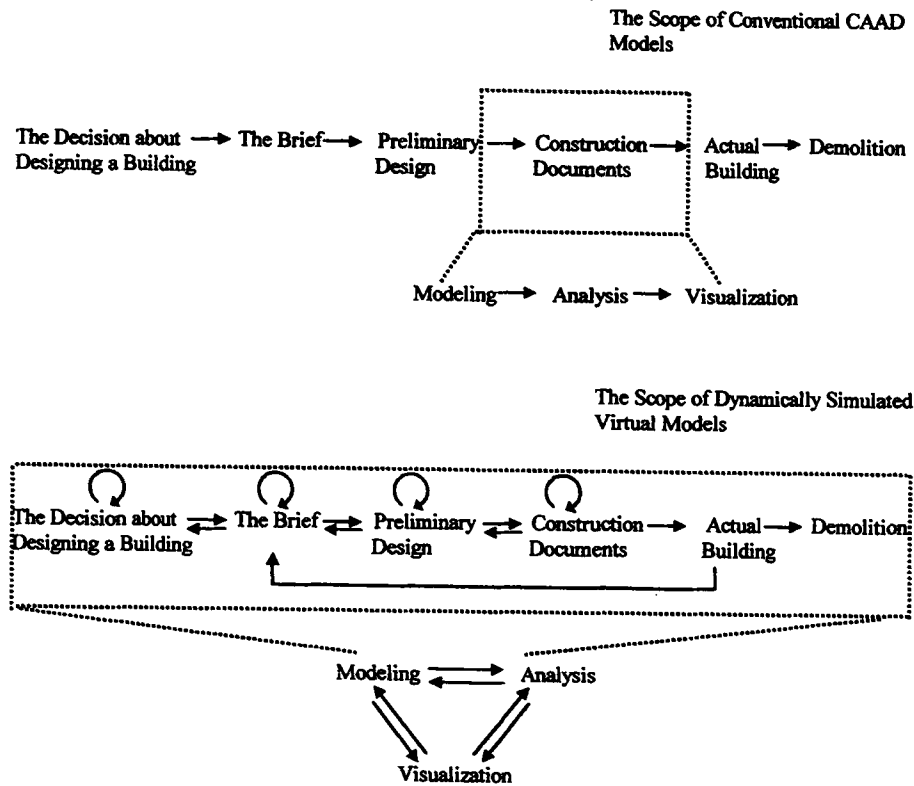 The Scope of Conventional CAAD
Models
The Decision about
Designing a Building
The Brief
Preliminary
Design
Construction
Documents
Actual
Building
Demolition
Modeling
Analysis
Visualization
The Scope of Dynamically Simulated
Virtual Models
The Decision about
Designing a Building
The Brief
Preliminary
Design
Construction
Documents
Actual
Building
Demolition
Modeling
Analysis
Visualization